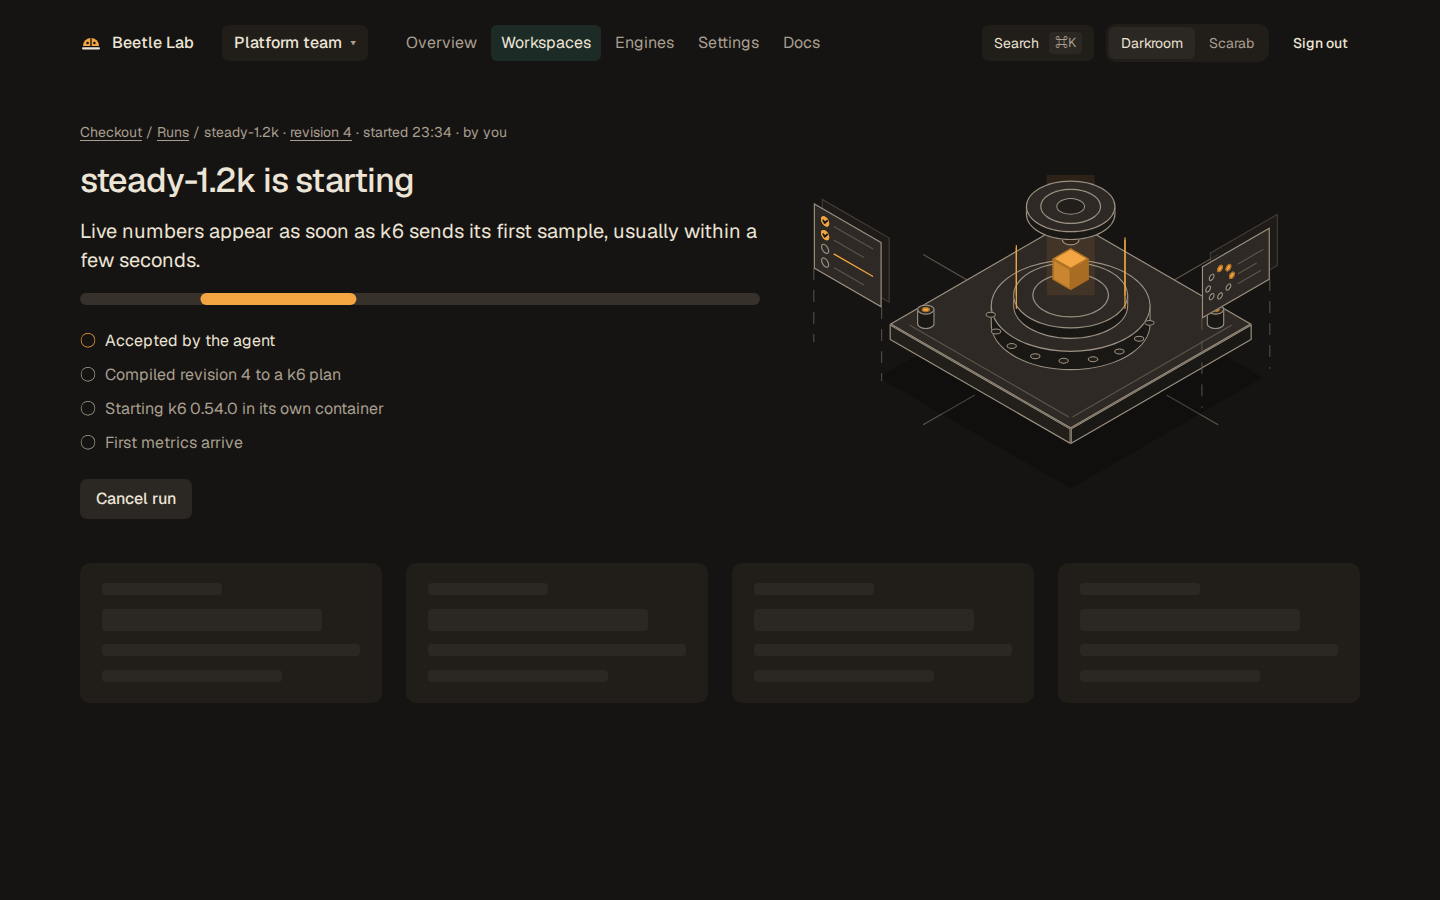 Beetle Lab
Platform team
Overview
Workspaces
Engines
Settings
Docs
Search ⌘K
Darkroom
Scarab
Sign out
Checkout / Runs / steady-1.2k · revision 4 · started 23:34 · by you
steady-1.2k is starting
Live numbers appear as soon as k6 sends its first sample, usually within a
few seconds.
Accepted by the agent
Compiled revision 4 to a k6 plan
Starting k6 0.54.0 in its own container
First metrics arrive
Cancel run